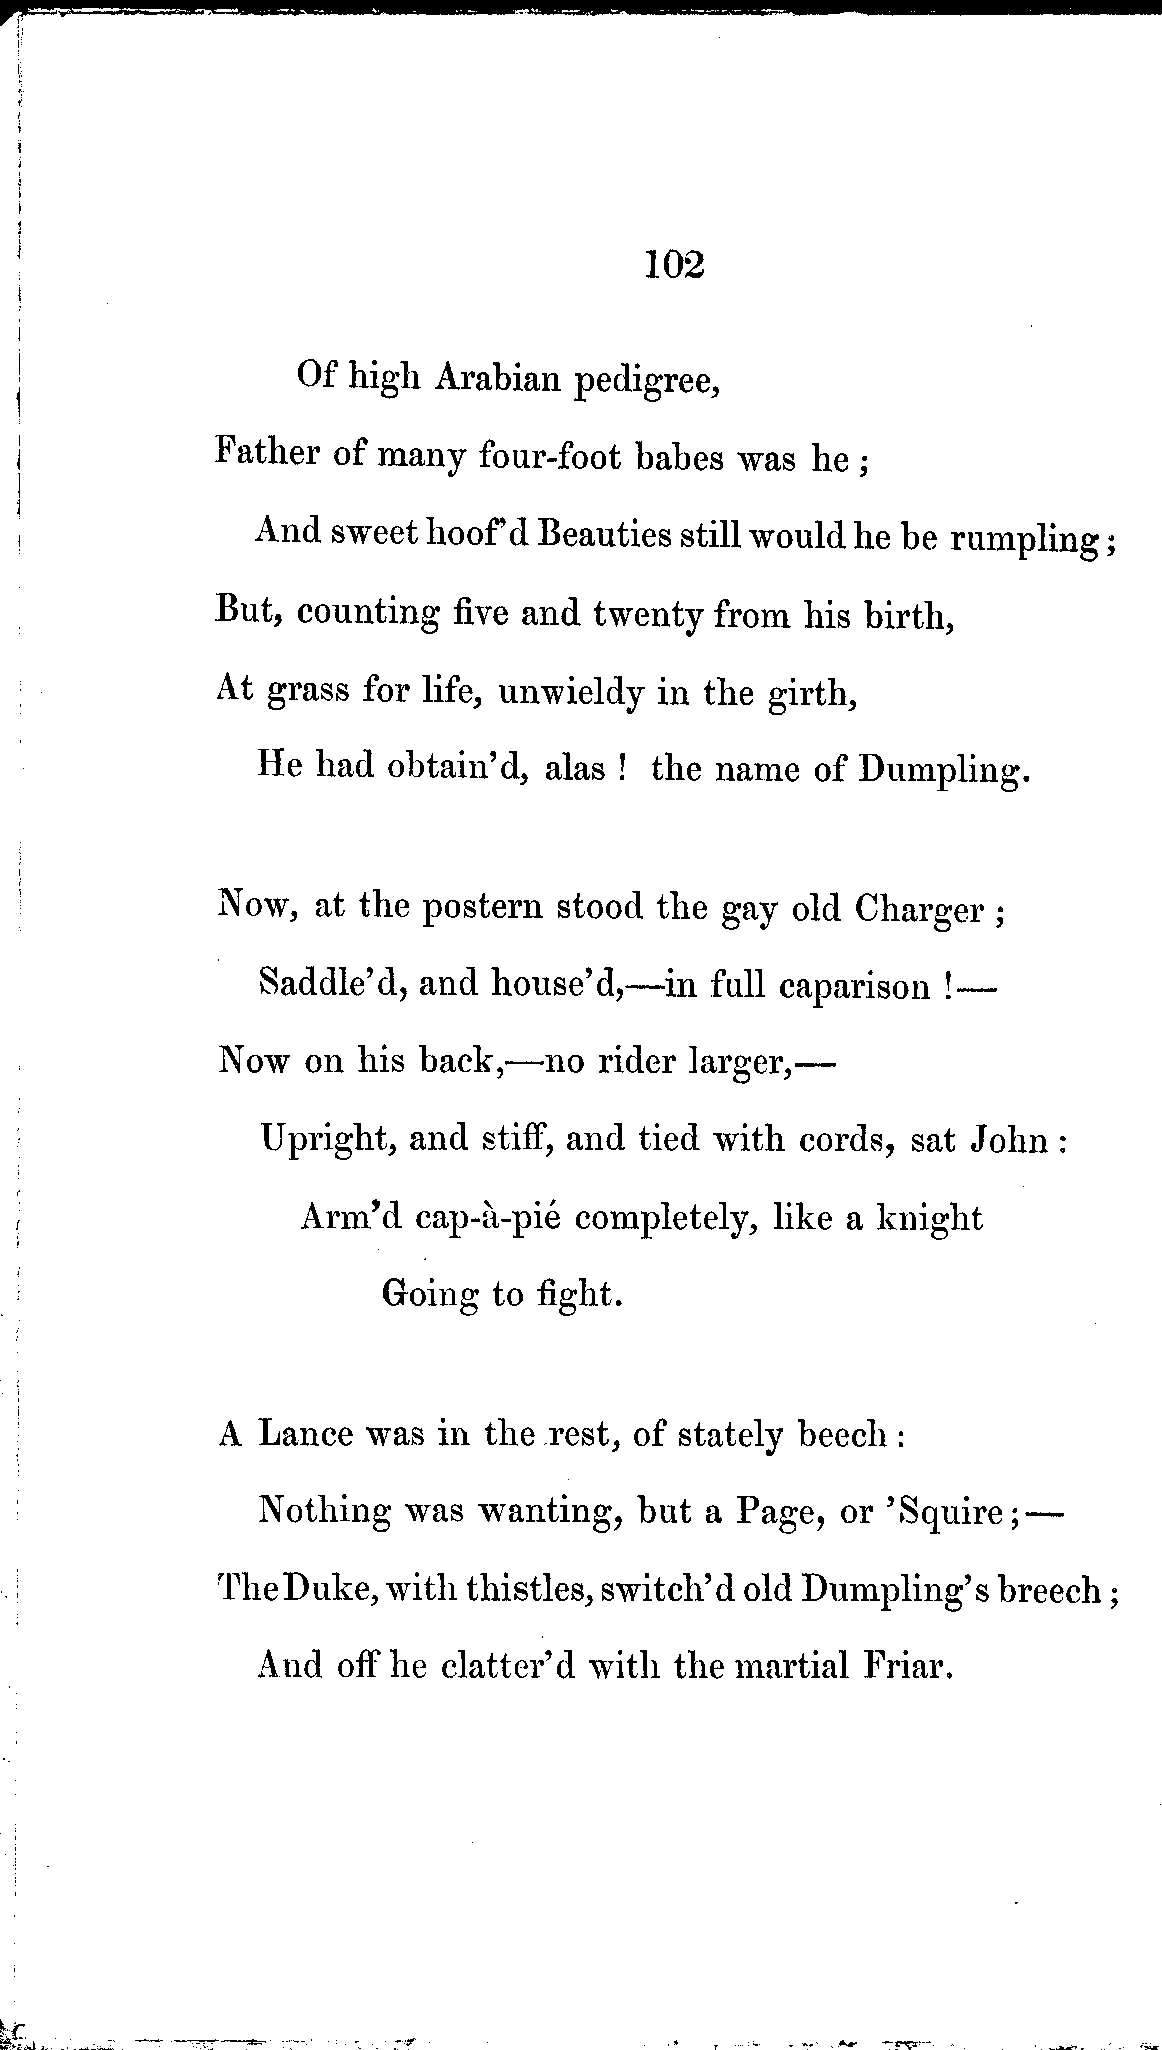 102
Of high Arabian pedigree,
Father of many four-foot babes was he ;
And sweet hoof'd Beauties still would he be rumpling ;
But, counting five and twenty from his birth,
At grass for life, unwieldy in the girth,
He had obtain'd, alas ! the name of Dumpling.
Now, at the postern stood the gay old Charger ;
Saddle'd, and house'd,—in full caparison !—
Now on his back,—no rider larger,—
Upright, and stiff, and tied with cords, sat John :
Arm'd cap-à-pié completely, like a knight
Going to fight.
A Lance was in the rest, of stately beech :
Nothing was wanting, but a Page, or 'Squire ;—
The Duke, with thistles, switch'd old Dumpling's breech ;
And off he clatter'd with the martial Friar.